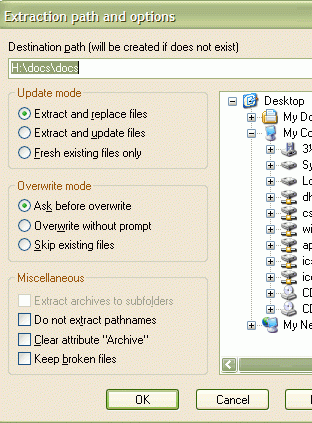 Extraction path and options
Destination path (will be created if does not exist)
H:\docs\docs
Update mode
Extract and replace files
Extract and update files
Fresh existing files only
Overwrite mode
Ask before overwrite
Overwrite without prompt
Skip existing files
Miscellaneous
Extract archives to subfolders
Do not extract pathnames
Clear attribute "Archive"
Keep broken files
Desktop
My Do
My Co
3½
Sy
Lo
dh
cs
wi
ap
ic
ic
CD
CD
My Ne
OK
Cancel